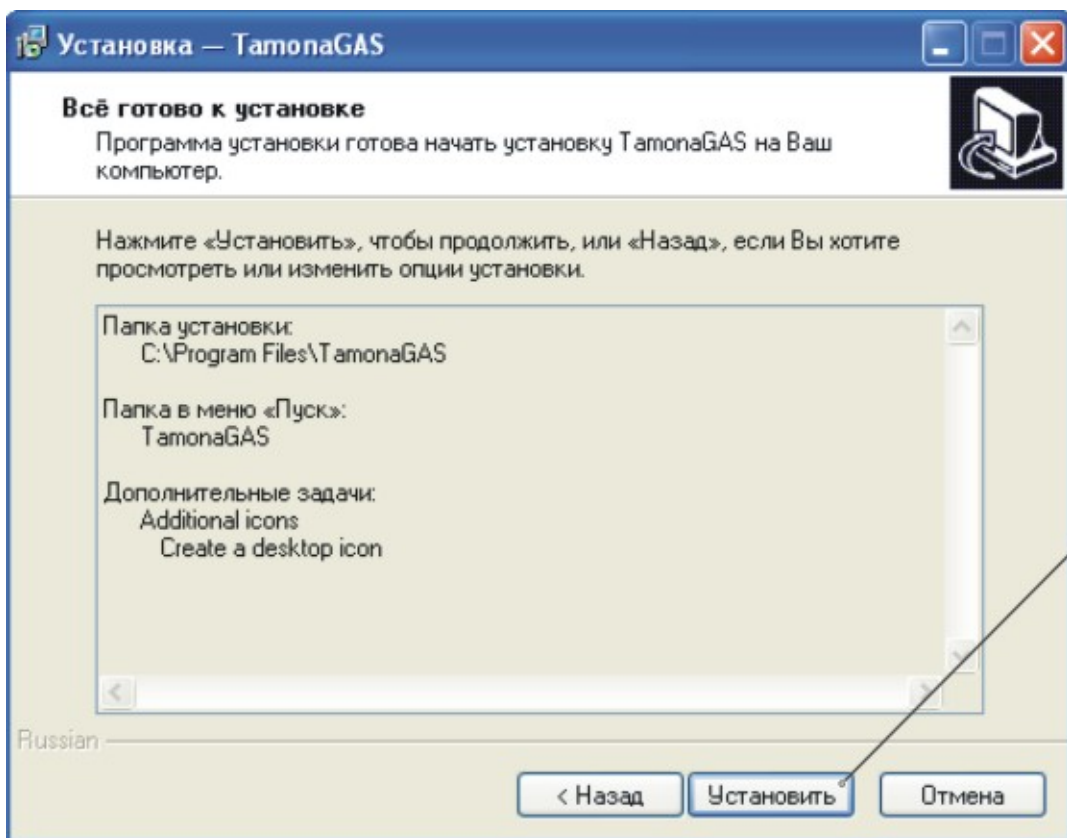 Установка — TamonaGAS
Всё готово к установке
Программа установки готова начать установку TamonaGAS на Ваш
компьютер.
Нажмите «Установить», чтобы продолжить, или «Назад», если Вы хотите
просмотреть или изменить опции установки.
Папка установки:
C:\Program Files\TamonaGAS
Папка в меню «Пуск»:
TamonaGAS
Дополнительные задачи:
Additional icons
Create a desktop icon
Russian
< Назад Установить Отмена